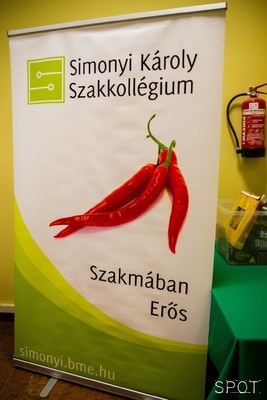 Simonyi Károly
Szakkollégium
Szakmában
Erős
simonyi.bme.hu
SPOT